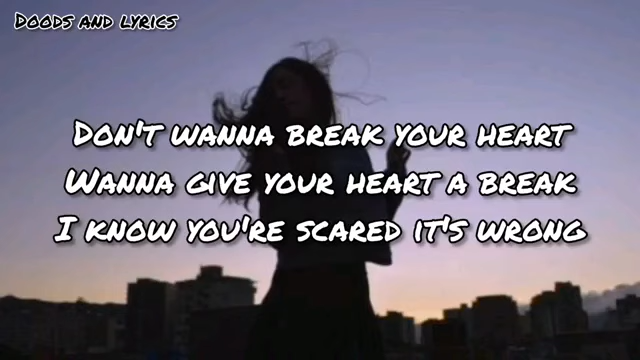 Doods and lyrics
Don't wanna break your heart
Wanna give your heart a break
I know you're scared it's wrong